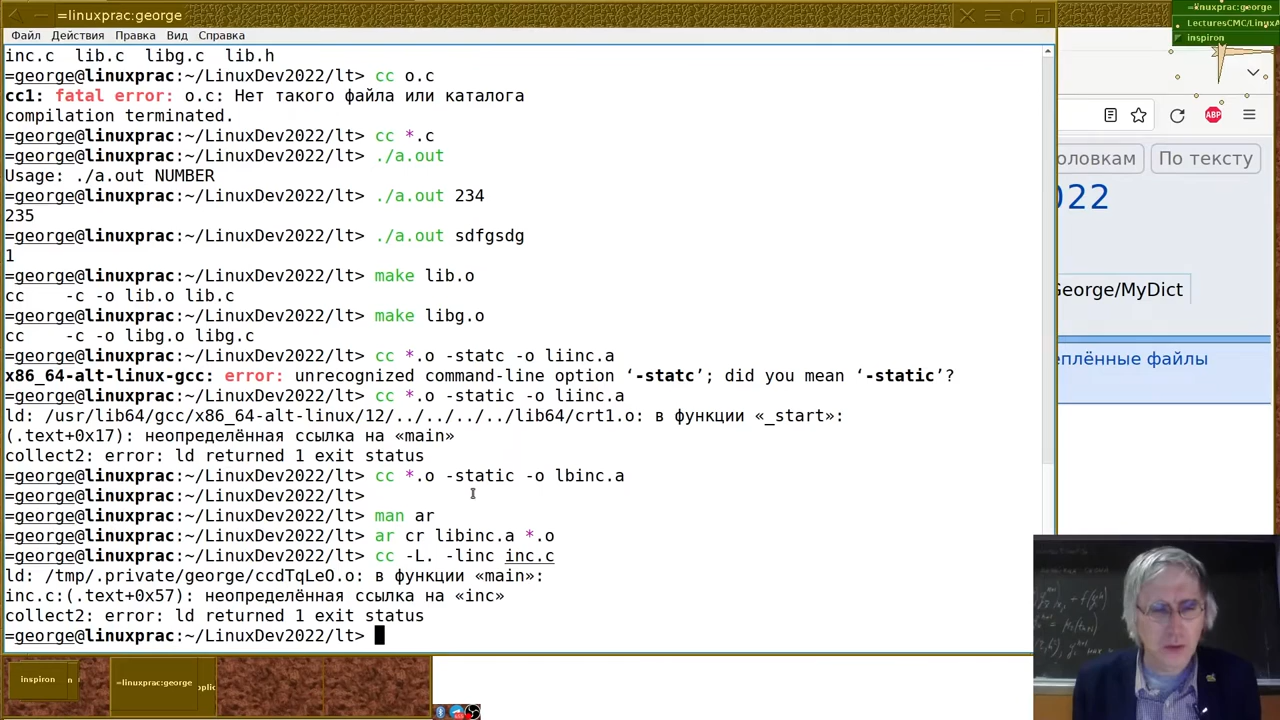 =linuxprac:george
Файл Действия Правка Вид Справка
inc.c lib.c libg.c lib.h
=george@linuxprac:~/LinuxDev2022/lt> cc o.c
cc1: fatal error: o.c: Нет такого файла или каталога
compilation terminated.
=george@linuxprac:~/LinuxDev2022/lt> cc *.c
=george@linuxprac:~/LinuxDev2022/lt> ./a.out
Usage: ./a.out NUMBER
=george@linuxprac:~/LinuxDev2022/lt> ./a.out 234
235
=george@linuxprac:~/LinuxDev2022/lt> ./a.out sdfgsdg
1
=george@linuxprac:~/LinuxDev2022/lt> make lib.o
cc    -c -o lib.o lib.c
=george@linuxprac:~/LinuxDev2022/lt> make libg.o
cc    -c -o libg.o libg.c
=george@linuxprac:~/LinuxDev2022/lt> cc *.o -statc -o liinc.a
x86_64-alt-linux-gcc: error: unrecognized command-line option ‘-statc’; did you mean ‘-static’?
=george@linuxprac:~/LinuxDev2022/lt> cc *.o -static -o liinc.a
ld: /usr/lib64/gcc/x86_64-alt-linux/12/../../../../lib64/crt1.o: в функции «_start»:
(.text+0x17): неопределённая ссылка на «main»
collect2: error: ld returned 1 exit status
=george@linuxprac:~/LinuxDev2022/lt> cc *.o -static -o lbinc.a
=george@linuxprac:~/LinuxDev2022/lt>
=george@linuxprac:~/LinuxDev2022/lt> man ar
=george@linuxprac:~/LinuxDev2022/lt> ar cr libinc.a *.o
=george@linuxprac:~/LinuxDev2022/lt> cc -L. -linc inc.c
ld: /tmp/.private/george/ccdTqLeO.o: в функции «main»:
inc.c:(.text+0x57): неопределённая ссылка на «inc»
collect2: error: ld returned 1 exit status
=george@linuxprac:~/LinuxDev2022/lt>
=linuxprac:george
LecturesCMC/LinuxA
inspiron
ABP
оловкам По тексту
022
George/MyDict
еплённые файлы
inspiron
=linuxprac:george